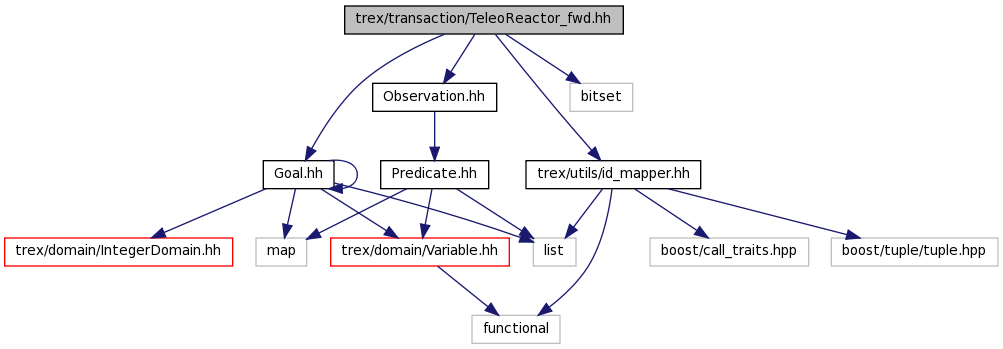 trex/transaction/TeleoReactor_fwd.hh
Observation.hh
bitset
Goal.hh
Predicate.hh
trex/utils/id_mapper.hh
trex/domain/IntegerDomain.hh
map
trex/domain/Variable.hh
list
boost/call_traits.hpp
boost/tuple/tuple.hpp
functional